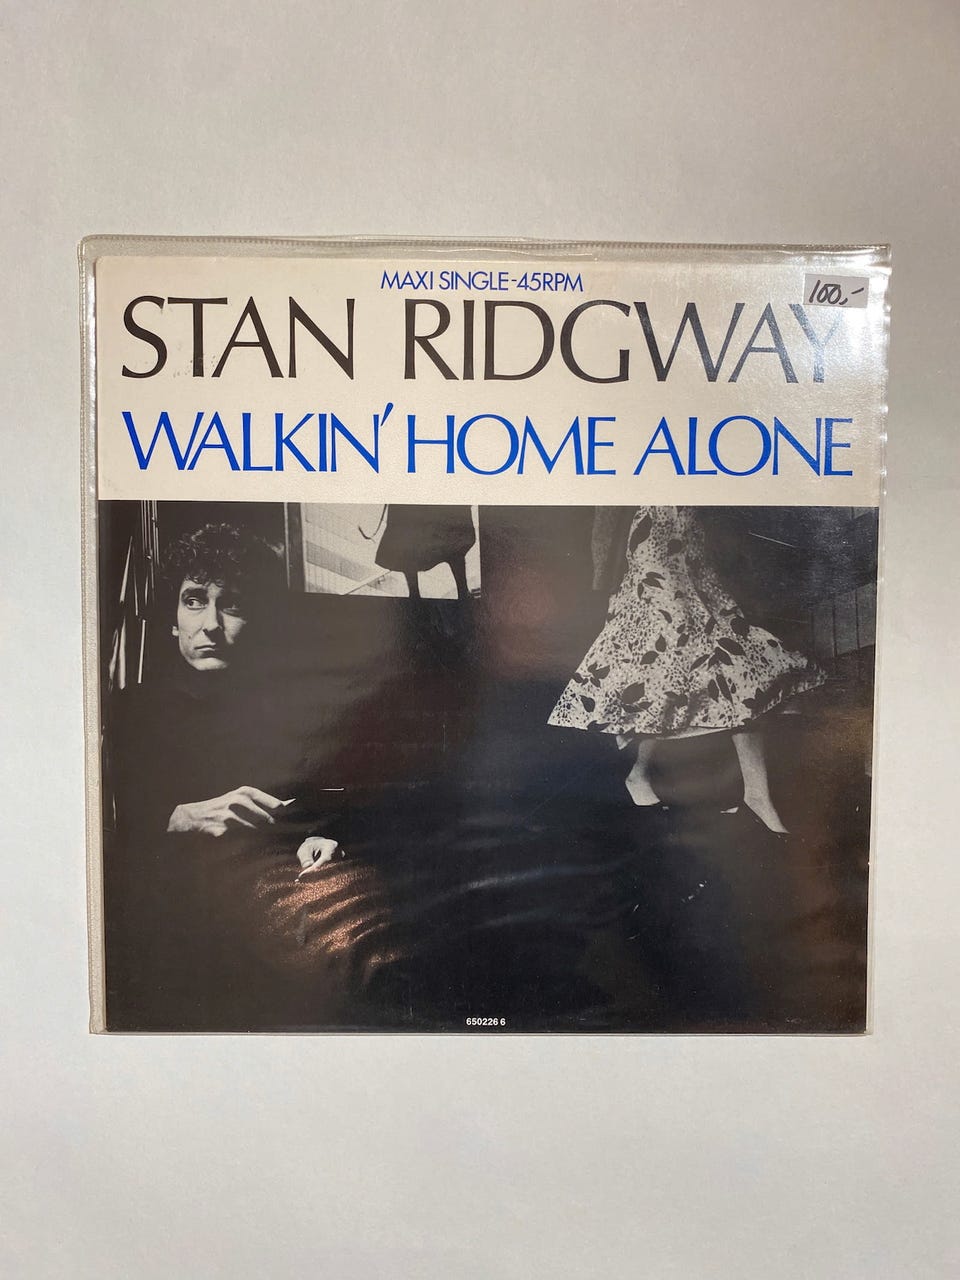 MAXI SINGLE-45RPM
100,-
STAN RIDGWAY
WALKIN' HOME ALONE
650226 6